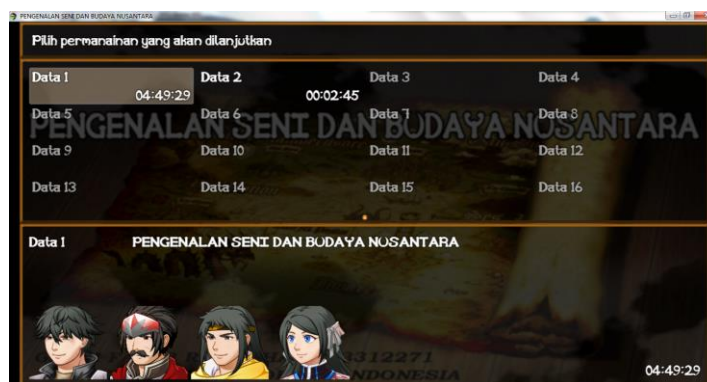 PENGENALAN SENI DAN BUDAYA NUSANTARA
Pilih permanainan yang akan dilanjutkan
Data 1 Data 2 Data 3 Data 4
04:49:29 00:02:45
Data 5 Data 6 Data 7 Data 8
PENGENALAN SENI DAN BUDAYA NUSANTARA
Data 9 Data 10 Data 11 Data 12
Data 13 Data 14 Data 15 Data 16
Data 1 PENGENALAN SENI DAN BUDAYA NUSANTARA
04:49:29